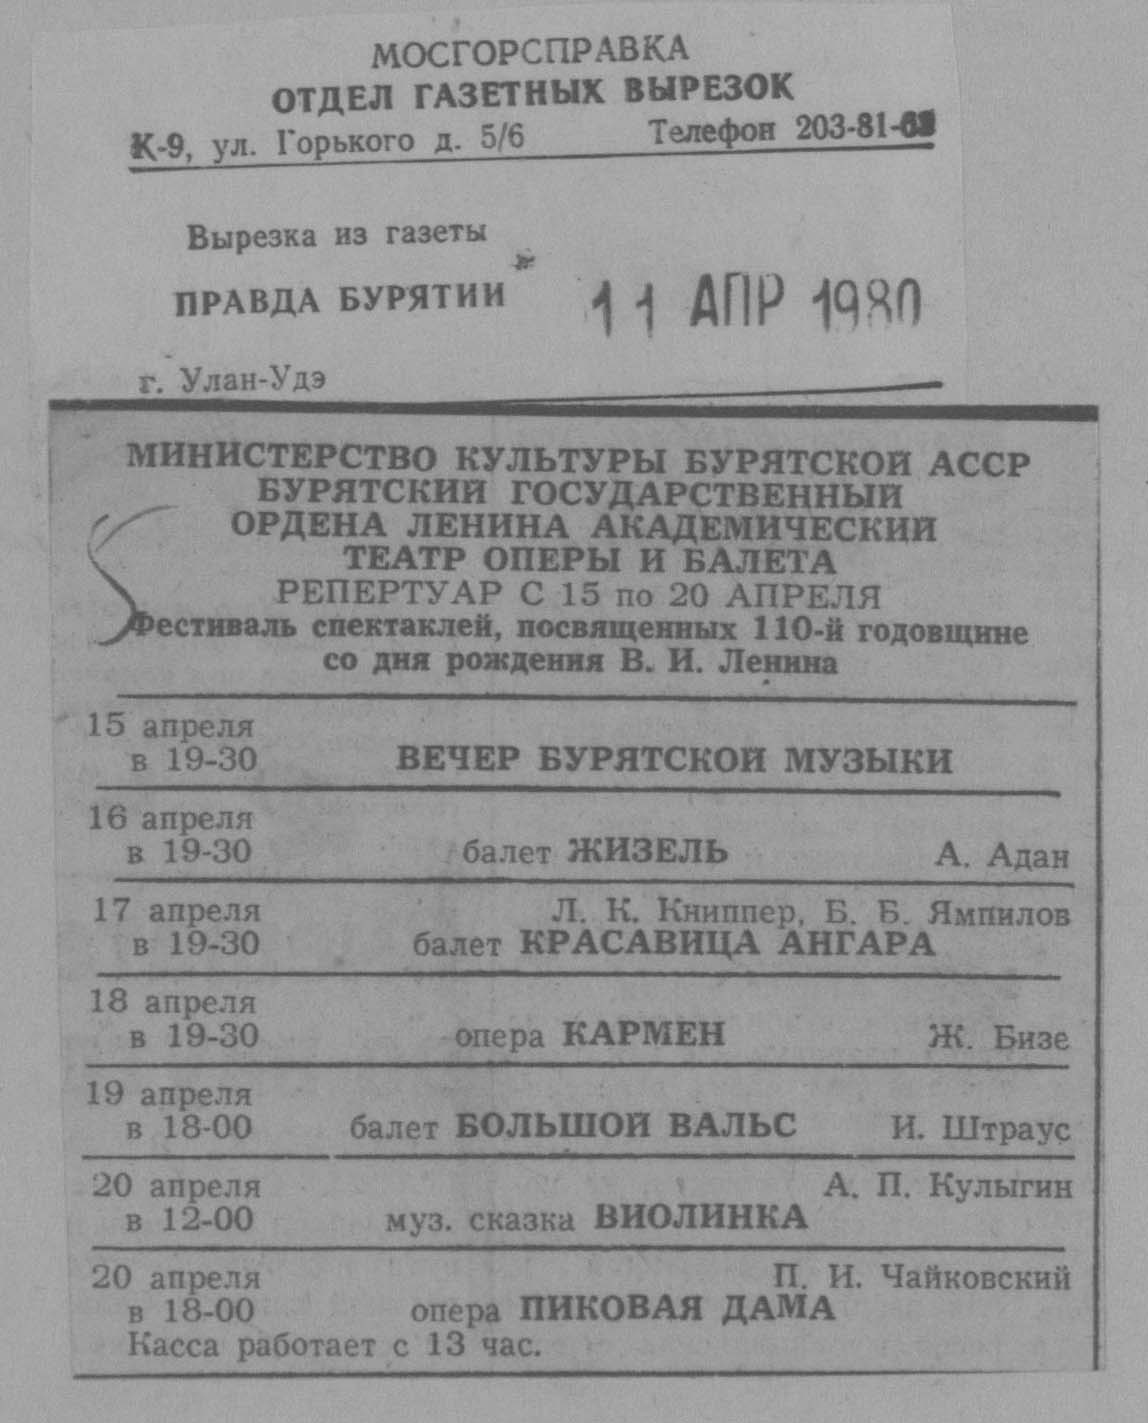 МОСГОРСПРАВКА
ОТДЕЛ ГАЗЕТНЫХ ВЫРЕЗОК
К-9, ул. Горького д. 5/6 Телефон
Вырезка из газеты
ПРАВДА БУРЯТИИ 11 АПР 1980
г. Улан-Удэ
МИНИСТЕРСТВО КУЛЬТУРЫ БУРЯТСКОЙ АССР
БУРЯТСКИЙ ГОСУДАРСТВЕННЫЙ
ОРДЕНА ЛЕНИНА АКАДЕМИЧЕСКИЙ
ТЕАТР ОПЕРЫ И БАЛЕТА
РЕПЕРТУАР С 15 по 20 АПРЕЛЯ
Фестиваль спектаклей, посвященных 110-й годовщине
со дня рождения В. И. Ленина
15 апреля
в 19-30 ВЕЧЕР БУРЯТСКОЙ МУЗЫКИ
16 апреля
в 19-30 балет ЖИЗЕЛЬ А. Адан
17 апреля Л. К. Книппер, Б. Б. Ямпилов
в 19-30 балет КРАСАВИЦА АНГАРА
18 апреля
в 19-30 опера КАРМЕН Ж. Бизе
19 апреля
в 18-00 балет БОЛЬШОЙ ВАЛЬС И. Штраус
20 апреля А. П. Кулыгин
в 12-00 муз. сказка ВИОЛИНКА
20 апреля П. И. Чайковский
в 18-00 опера ПИКОВАЯ ДАМА
Касса работает с 13 час.